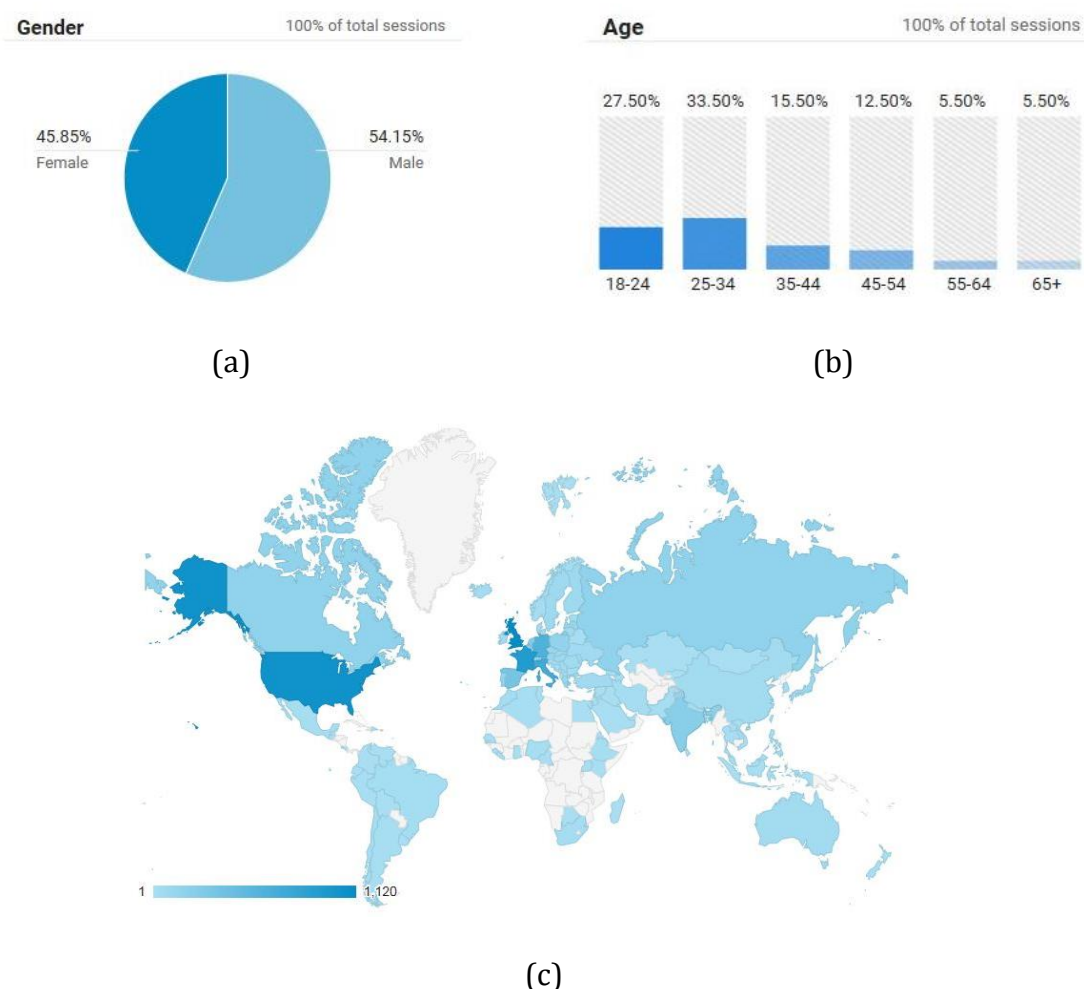 Gender 100% of total sessions
45.85% 54.15%
Female Male
(a)
Age 100% of total sessions
27.50% 33.50% 15.50% 12.50% 5.50% 5.50%
18-24 25-34 35-44 45-54 55-64 65+
(b)
1 1,120
(c)